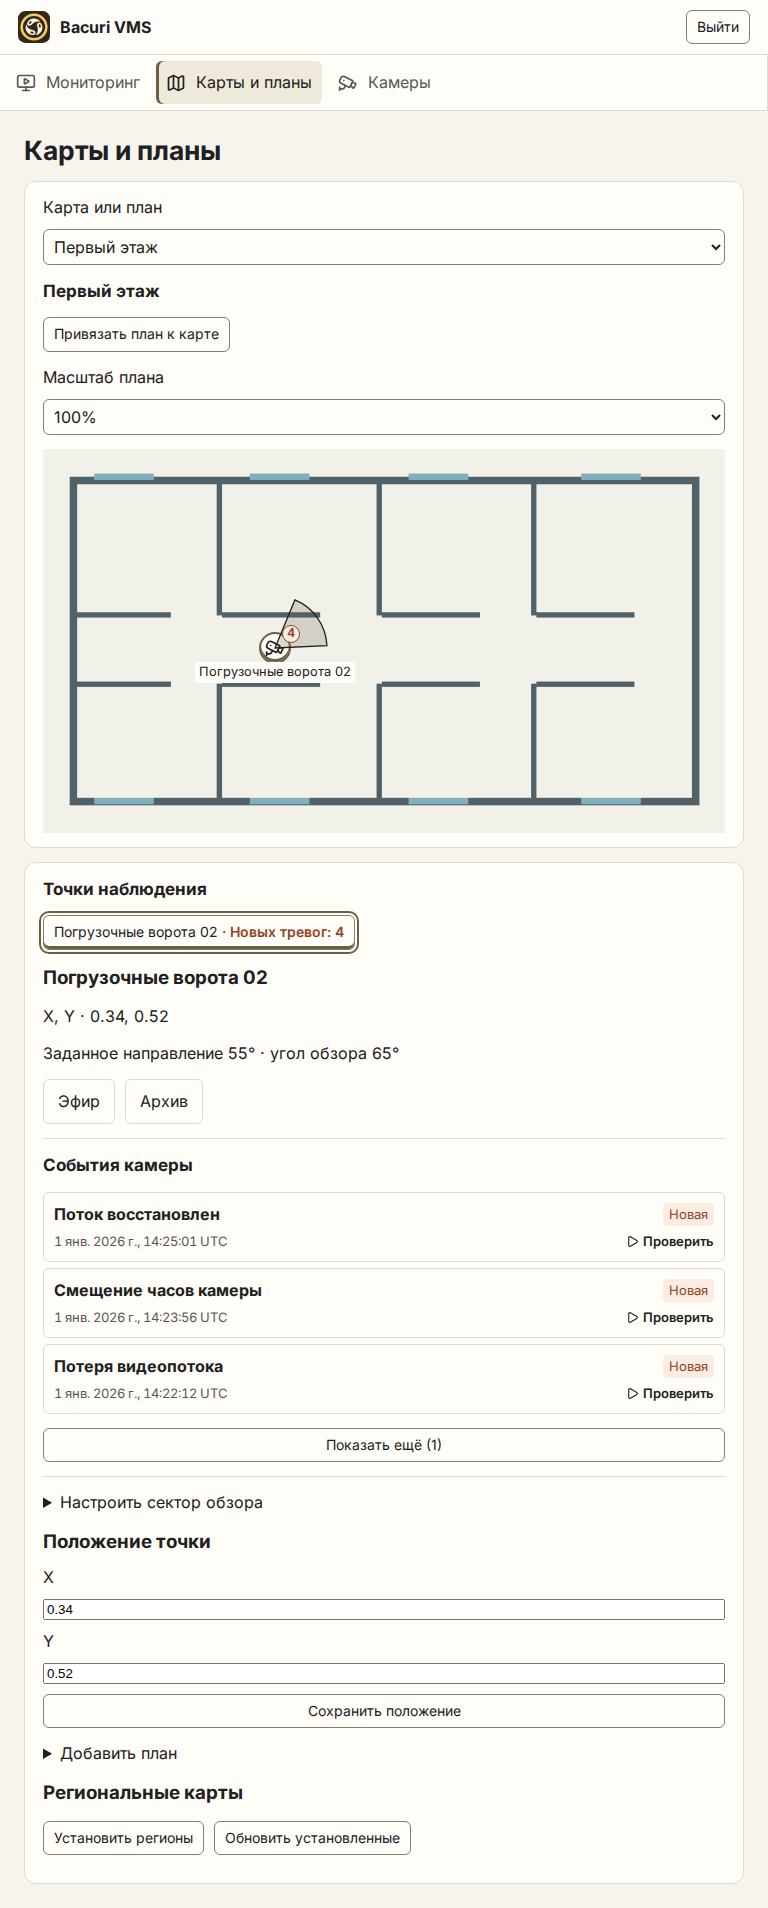 Bacuri VMS
Выйти
Мониторинг
Карты и планы
Камеры
Карты и планы
Карта или план
Первый этаж
Первый этаж
Привязать план к карте
Масштаб плана
100%
4
Погрузочные ворота 02
Точки наблюдения
Погрузочные ворота 02 · Новых тревог: 4
Погрузочные ворота 02
X, Y · 0.34, 0.52
Заданное направление 55° · угол обзора 65°
Эфир
Архив
События камеры
Поток восстановлен
Новая
1 янв. 2026 г., 14:25:01 UTC
Проверить
Смещение часов камеры
Новая
1 янв. 2026 г., 14:23:56 UTC
Проверить
Потеря видеопотока
Новая
1 янв. 2026 г., 14:22:12 UTC
Проверить
Показать ещё (1)
Настроить сектор обзора
Положение точки
X
0.34
Y
0.52
Сохранить положение
Добавить план
Региональные карты
Установить регионы
Обновить установленные